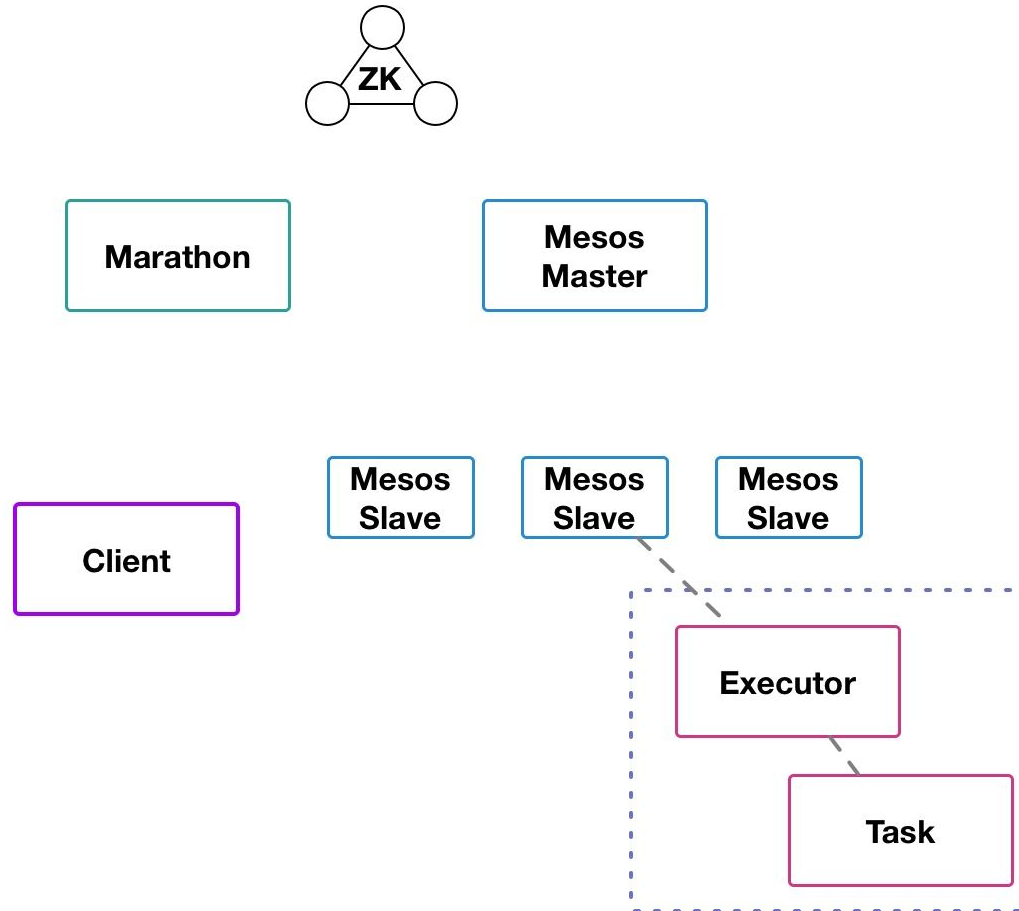 ZK
Marathon
Mesos
Master
Mesos
Slave
Mesos
Slave
Mesos
Slave
Client
Executor
Task